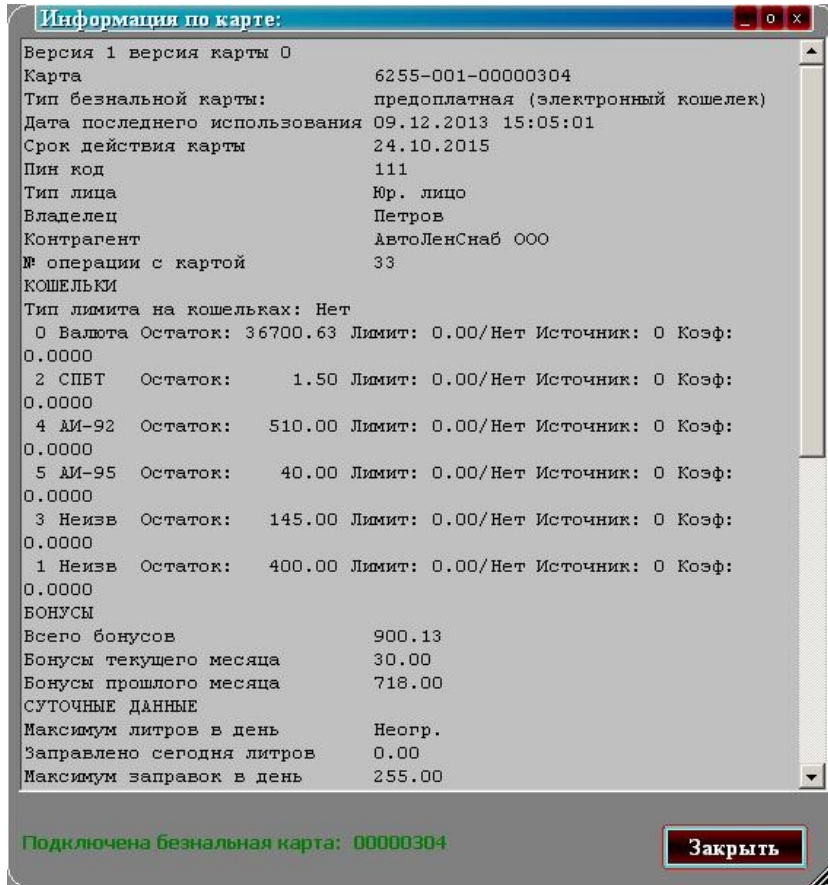 Информация по карте:
_ о x
Версия 1 версия карты 0
Карта 6255-001-00000304
Тип безнальной карты: предоплатная (электронный кошелек)
Дата последнего использования 09.12.2013 15:05:01
Срок действия карты 24.10.2015
Пин код 111
Тип лица Юр. лицо
Владелец Петров
Контрагент АвтоЛенСнаб ООО
№ операции с картой 33
КОШЕЛЬКИ
Тип лимита на кошельках: Нет
0 Валюта Остаток: 36700.63 Лимит: 0.00/Нет Источник: 0 Коэф:
0.0000
2 СПБТ Остаток: 1.50 Лимит: 0.00/Нет Источник: 0 Коэф:
0.0000
4 АИ-92 Остаток: 510.00 Лимит: 0.00/Нет Источник: 0 Коэф:
0.0000
5 АИ-95 Остаток: 40.00 Лимит: 0.00/Нет Источник: 0 Коэф:
0.0000
3 Неизв Остаток: 145.00 Лимит: 0.00/Нет Источник: 0 Коэф:
0.0000
1 Неизв Остаток: 400.00 Лимит: 0.00/Нет Источник: 0 Коэф:
0.0000
БОНУСЫ
Всего бонусов 900.13
Бонусы текущего месяца 30.00
Бонусы прошлого месяца 718.00
СУТОЧНЫЕ ДАННЫЕ
Максимум литров в день Неогр.
Заправлено сегодня литров 0.00
Максимум заправок в день 255.00
Подключена безнальная карта: 00000304
Закрыть